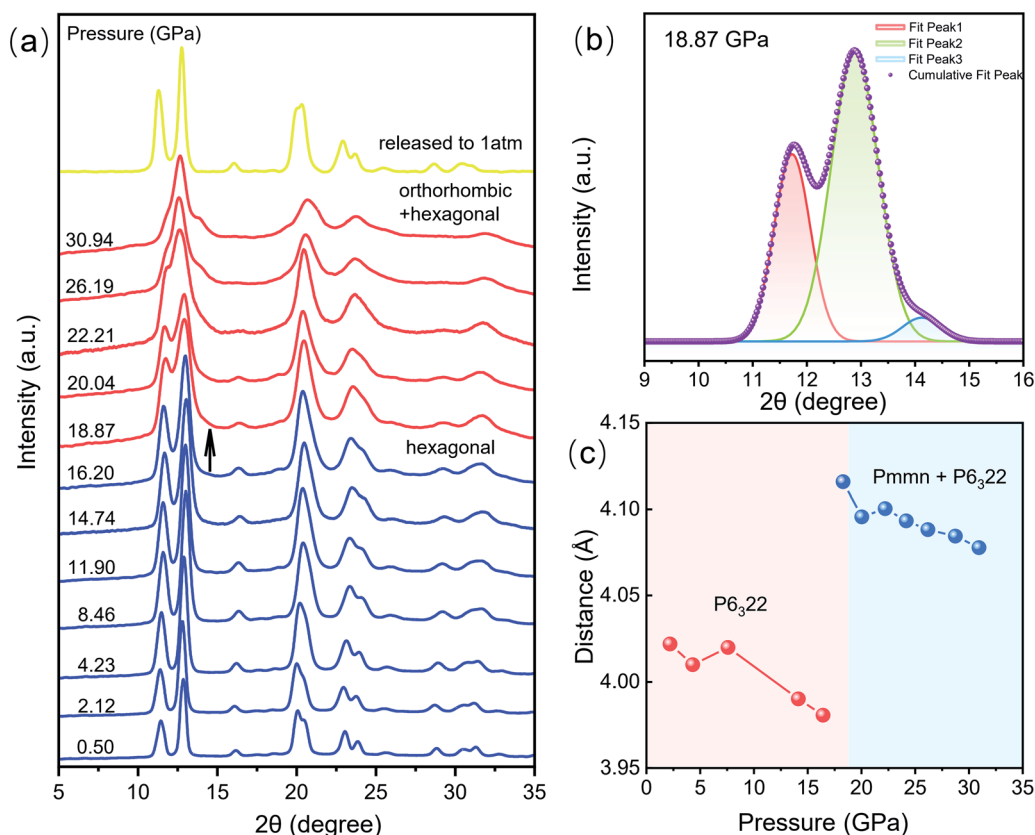 (a)
Pressure (GPa)
released to 1atm
orthorhombic
+hexagonal
30.94
26.19
22.21
20.04
18.87
hexagonal
16.20
14.74
11.90
8.46
4.23
2.12
0.50
Intensity (a.u.)
5 10 15 20 25 30 35
2θ (degree)
(b)
18.87 GPa
Fit Peak1
Fit Peak2
Fit Peak3
Cumulative Fit Peak
Intensity (a.u.)
9 10 11 12 13 14 15 16
2θ (degree)
(c)
4.15
4.10
4.05
4.00
3.95
Distance (Å)
Pmmn + P6₃22
P6₃22
0 5 10 15 20 25 30 35
Pressure (GPa)